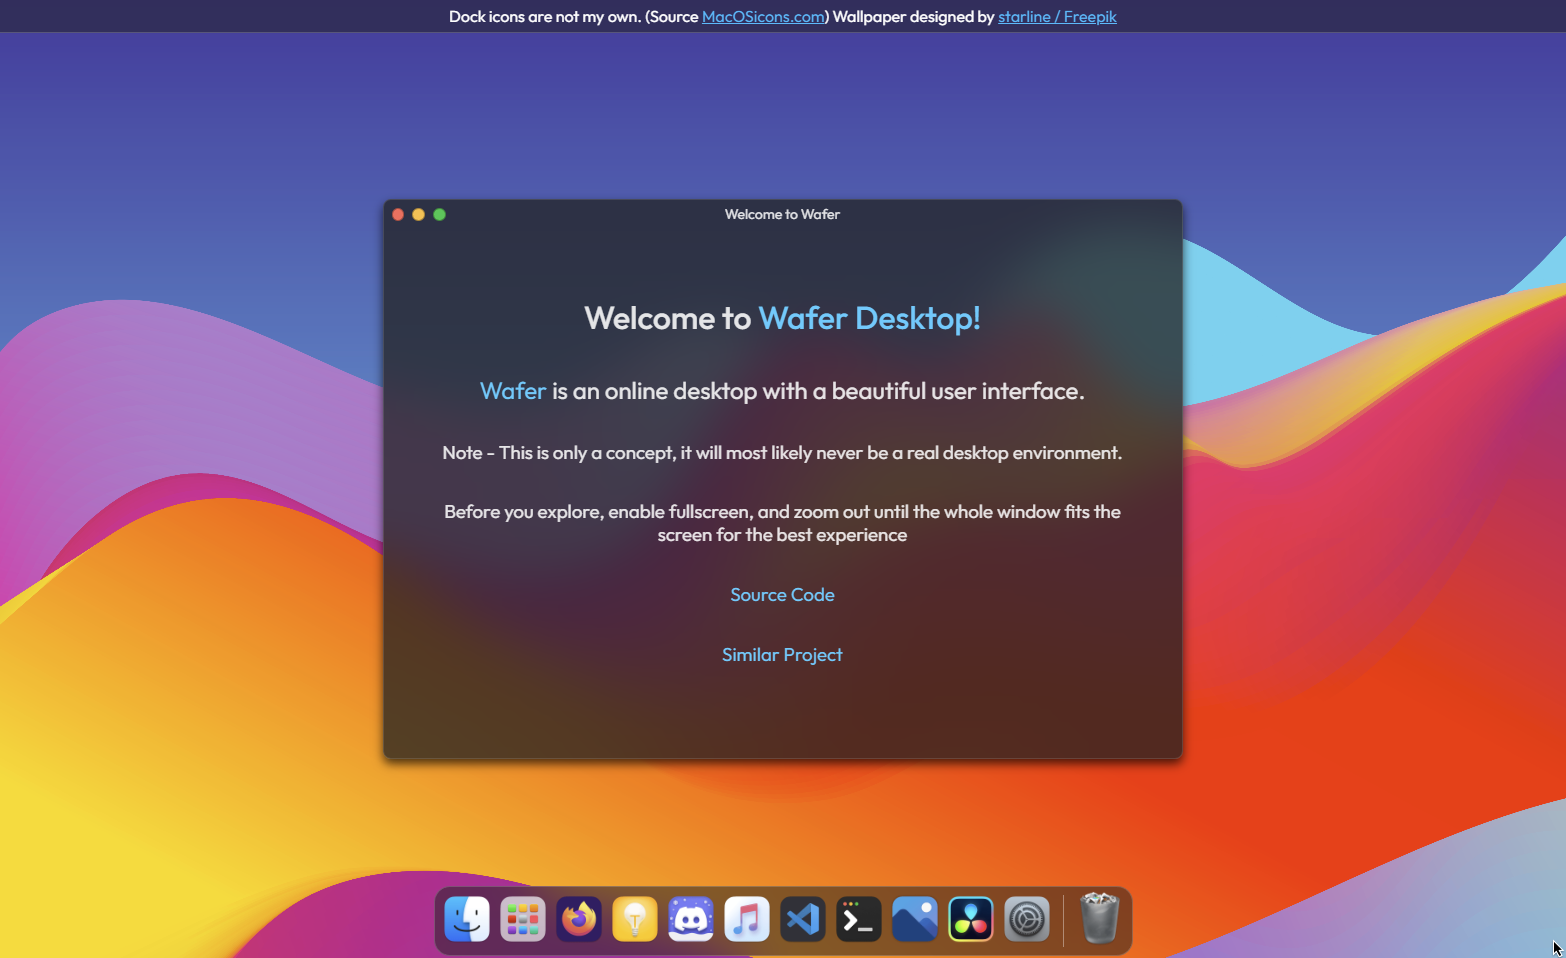 Dock icons are not my own. (Source MacOSicons.com) Wallpaper designed by starline / Freepik
Welcome to Wafer
Welcome to Wafer Desktop!
Wafer is an online desktop with a beautiful user interface.
Note - This is only a concept, it will most likely never be a real desktop environment.
Before you explore, enable fullscreen, and zoom out until the whole window fits the
screen for the best experience
Source Code
Similar Project